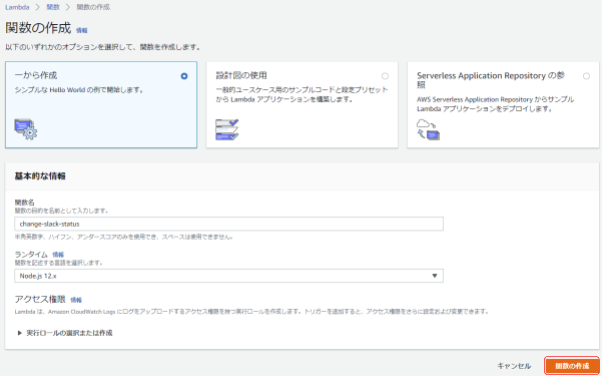 Lambda > 関数 > 関数の作成
関数の作成 情報
以下のいずれかのオプションを選択して、関数を作成します。
一から作成
シンプルな Hello World の例で開始します。
設計図の使用
一般的ユースケース用のサンプルコードと設定プリセット
から Lambda アプリケーションを構築します。
Serverless Application Repository の参
照
AWS Serverless Application Repository からサンプル
Lambda アプリケーションをデプロイします。
基本的な情報
関数名
関数の目的を名前として入力します。
change-slack-status
半角英数字、ハイフン、アンダースコアのみを使用でき、スペースは使用できません。
ランタイム 情報
関数を記述する言語を選択します。
Node.js 12.x
アクセス権限 情報
Lambda は、Amazon CloudWatch Logs にログをアップロードするアクセス権限を持つ実行ロールを作成します。トリガーを追加すると、アクセス権限をさらに設定および変更できます。
▶ 実行ロールの選択または作成
キャンセル
関数の作成